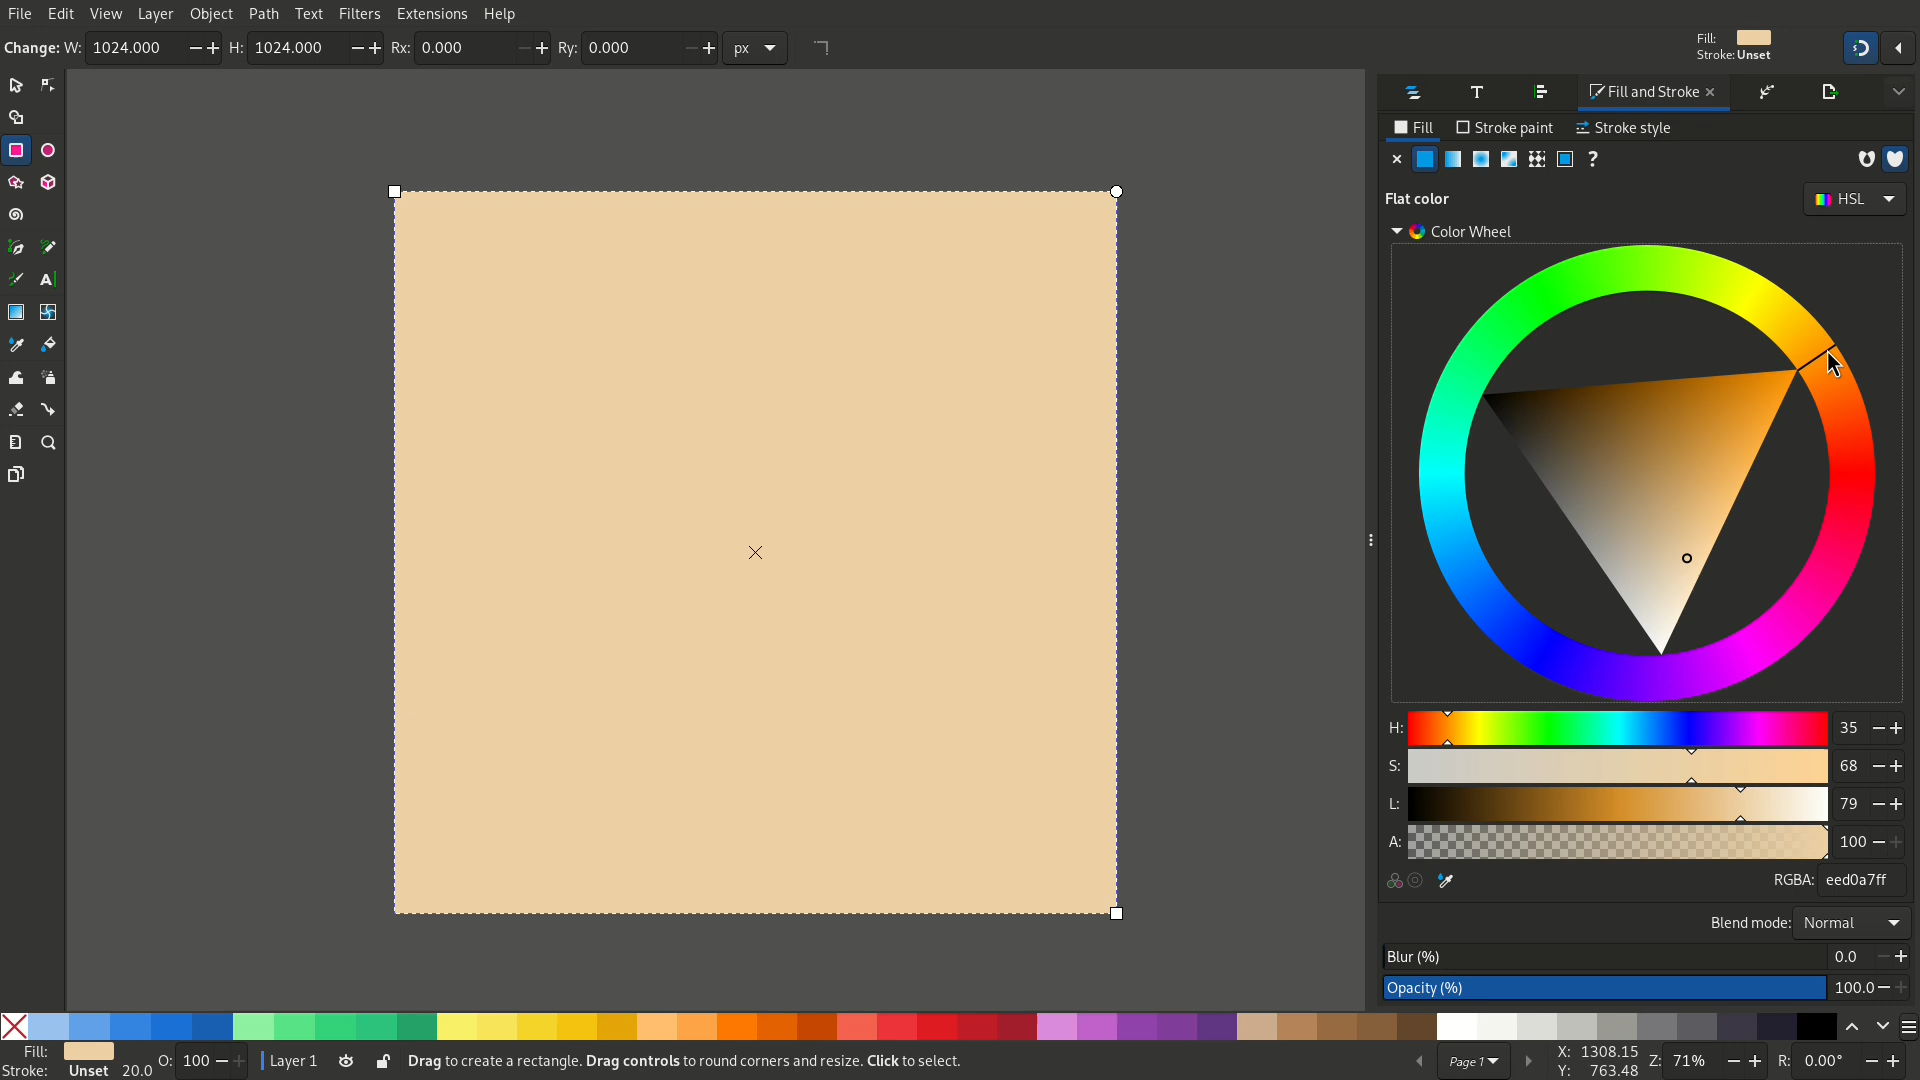 File Edit View Layer Object Path Text Filters Extensions Help
Change: W: 1024.000 H: 1024.000 Rx: 0.000 Ry: 0.000 px
Fill:
Stroke: Unset
Fill and Stroke
Fill Stroke paint Stroke style
Flat color HSL
Color Wheel
H: 35
S: 68
L: 79
A: 100
RGBA: eed0a7ff
Blend mode: Normal
Blur (%) 0.0
Opacity (%) 100.0
Fill: O: 100 Layer 1 Drag to create a rectangle. Drag controls to round corners and resize. Click to select. Page 1 X: 1308.15 Z: 71% R: 0.00°
Stroke: Unset 20.0 Y: 763.48